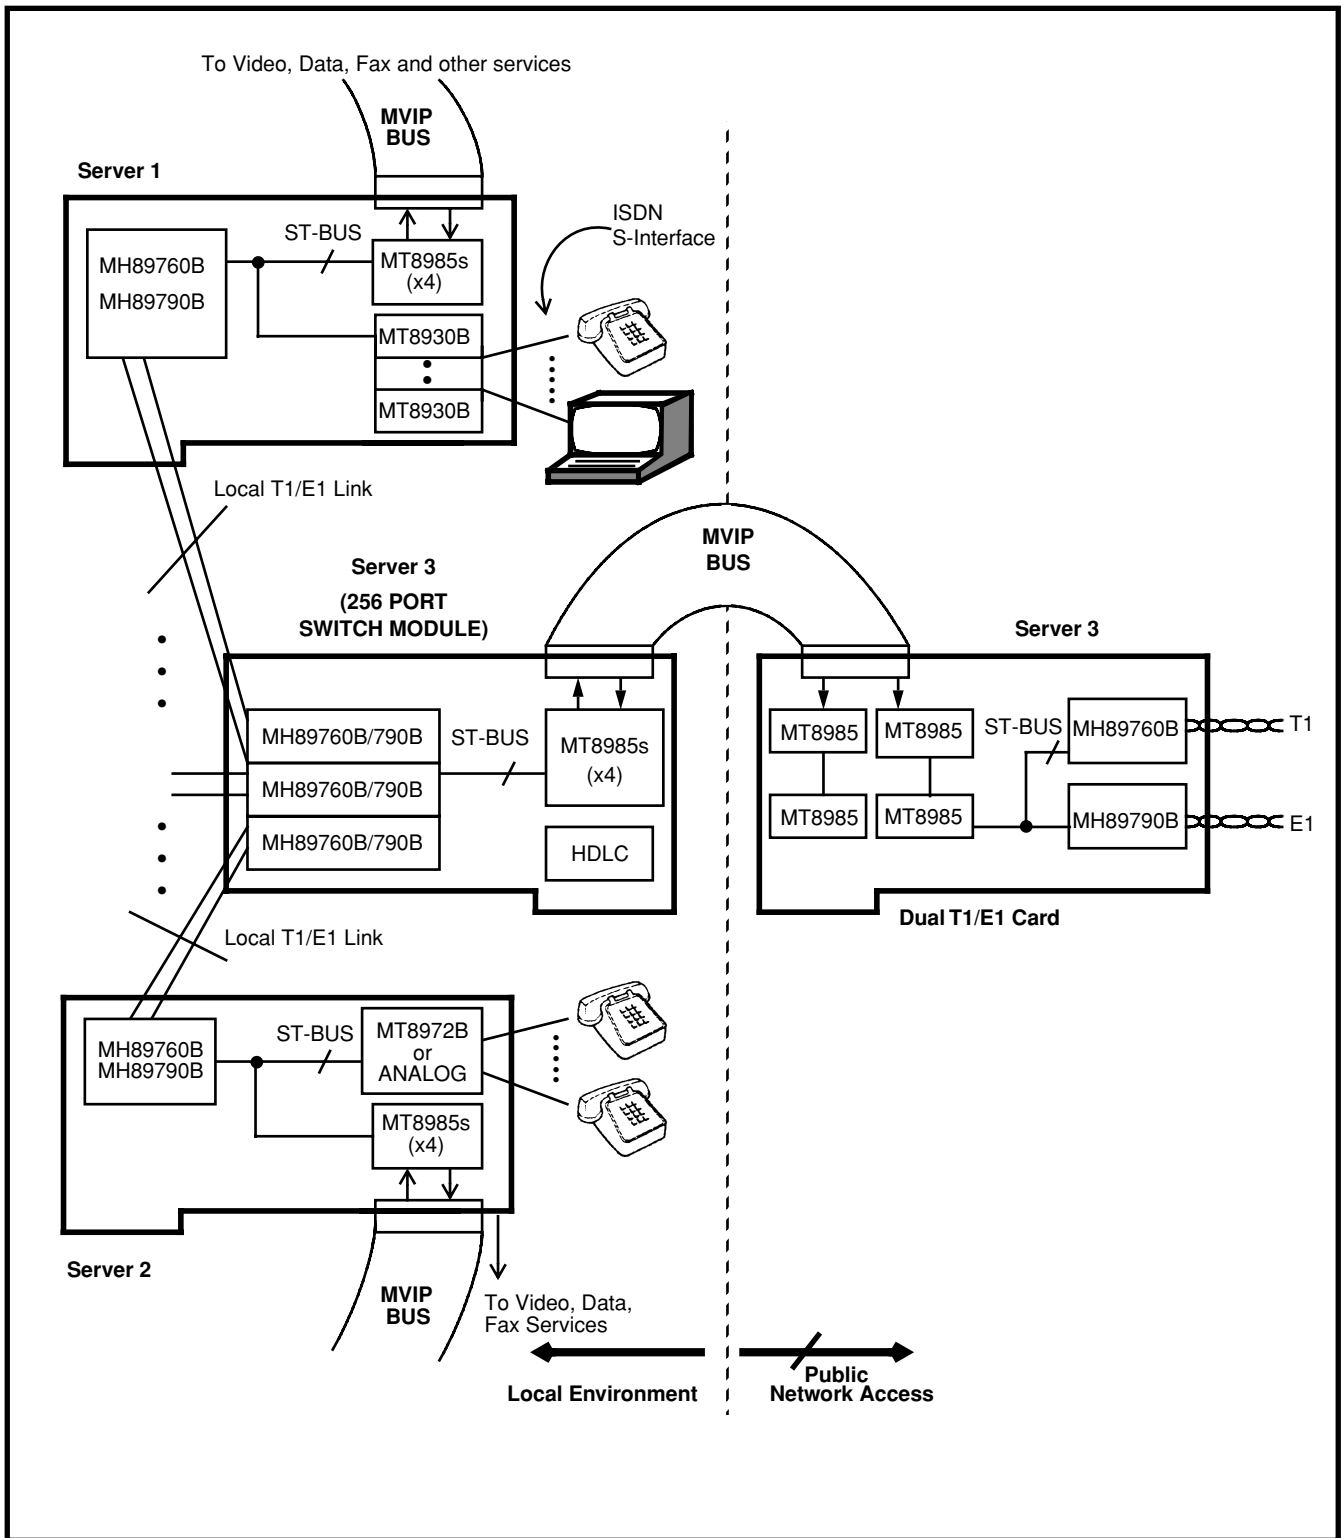 To Video, Data, Fax and other services
MVIP
BUS
Server 1
ISDN
S-Interface
ST-BUS
MH89760B
MH89790B
MT8985s
(x4)
MT8930B
MT8930B
Local T1/E1 Link
MVIP
BUS
Server 3
(256 PORT
SWITCH MODULE)
Server 3
MH89760B/790B
ST-BUS
MT8985s
(x4)
MH89760B/790B
MH89760B/790B
HDLC
MT8985
MT8985
ST-BUS
MH89760B
T1
MT8985
MT8985
MH89790B
E1
Dual T1/E1 Card
Local T1/E1 Link
MH89760B
MH89790B
ST-BUS
MT8972B
or
ANALOG
MT8985s
(x4)
Server 2
MVIP
BUS
To Video, Data,
Fax Services
Local Environment
Public
Network Access